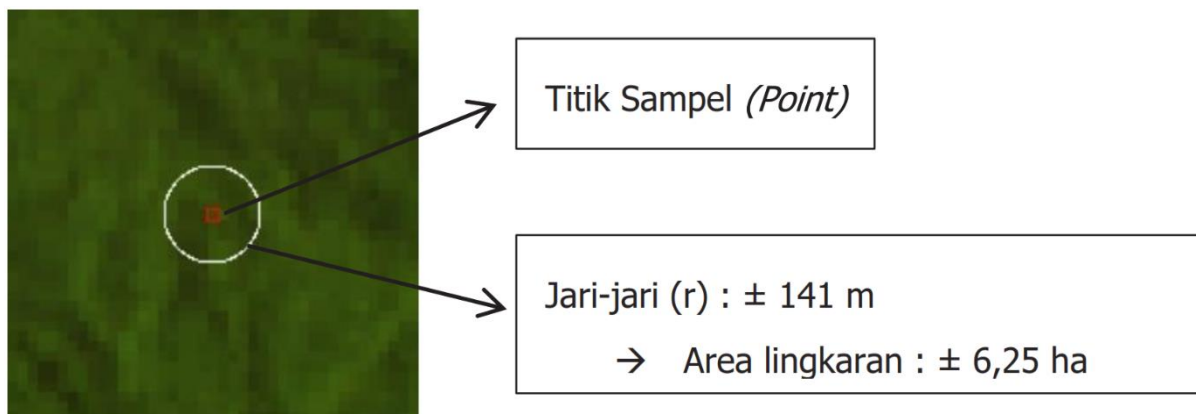 Titik Sampel (Point)
Jari-jari (r) : ± 141 m
→ Area lingkaran : ± 6,25 ha